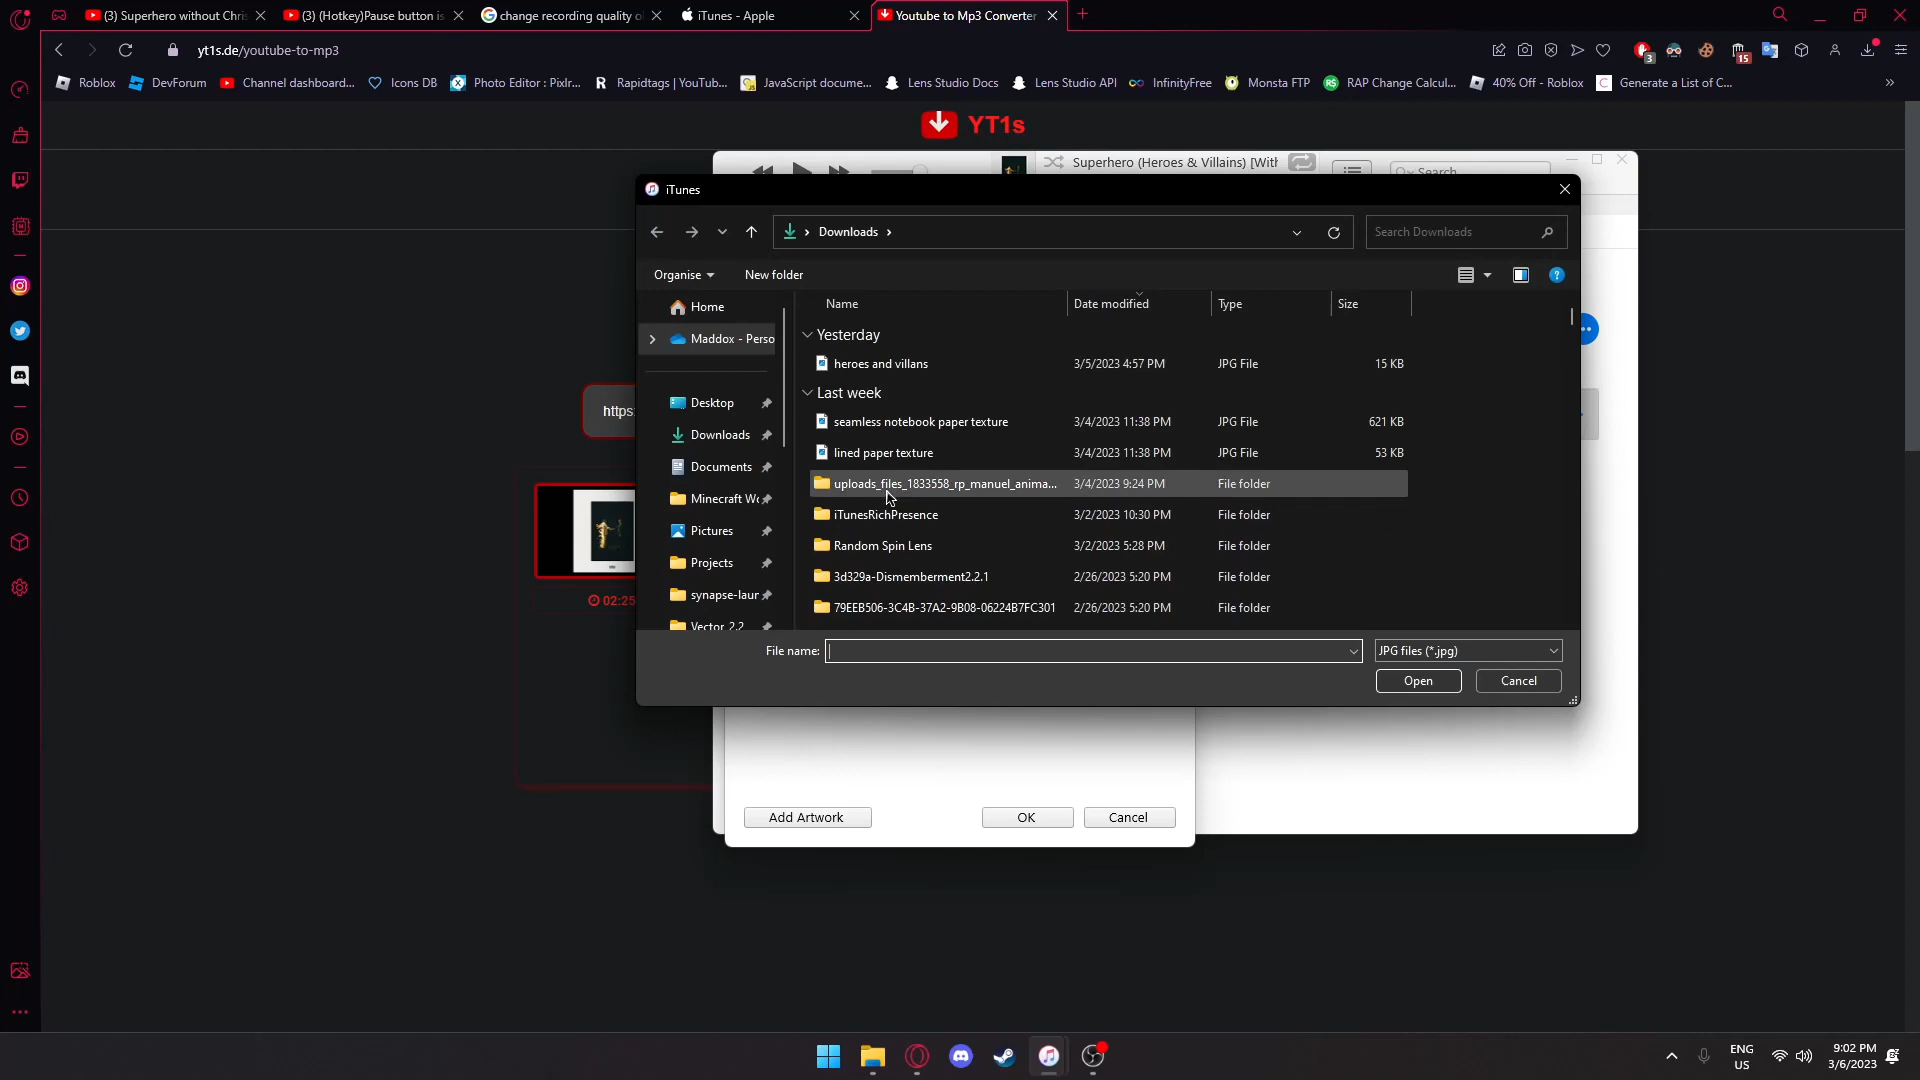 (3) Superhero without Chri
(3) (Hotkey)Pause button is
change recording quality o
iTunes - Apple
Youtube to Mp3 Converter
yt1s.de/youtube-to-mp3
3
15
Roblox
DevForum
Channel dashboard...
Icons DB
Photo Editor : Pixlr...
Rapidtags | YouTub...
JavaScript docume...
Lens Studio Docs
Lens Studio API
InfinityFree
Monsta FTP
RAP Change Calcul...
40% Off - Roblox
Generate a List of C...
YT1s
Superhero (Heroes & Villains) [With
Search
iTunes
Downloads
Search Downloads
Organise
New folder
Home
Maddox - Perso
Desktop
Downloads
Documents
Minecraft Wo
Pictures
Projects
synapse-laun
Vector 2.2
Name
Date modified
Type
Size
Yesterday
heroes and villans 3/5/2023 4:57 PM JPG File 15 KB
Last week
seamless notebook paper texture 3/4/2023 11:38 PM JPG File 621 KB
lined paper texture 3/4/2023 11:38 PM JPG File 53 KB
uploads_files_1833558_rp_manuel_anima... 3/4/2023 9:24 PM File folder
iTunesRichPresence 3/2/2023 10:30 PM File folder
Random Spin Lens 3/2/2023 5:28 PM File folder
3d329a-Dismemberment2.2.1 2/26/2023 5:20 PM File folder
79EEB506-3C4B-37A2-9B08-06224B7FC301 2/26/2023 5:20 PM File folder
File name:
JPG files (*.jpg)
Open
Cancel
https:
02:25
Add Artwork
OK
Cancel
ENG
US
9:02 PM
3/6/2023